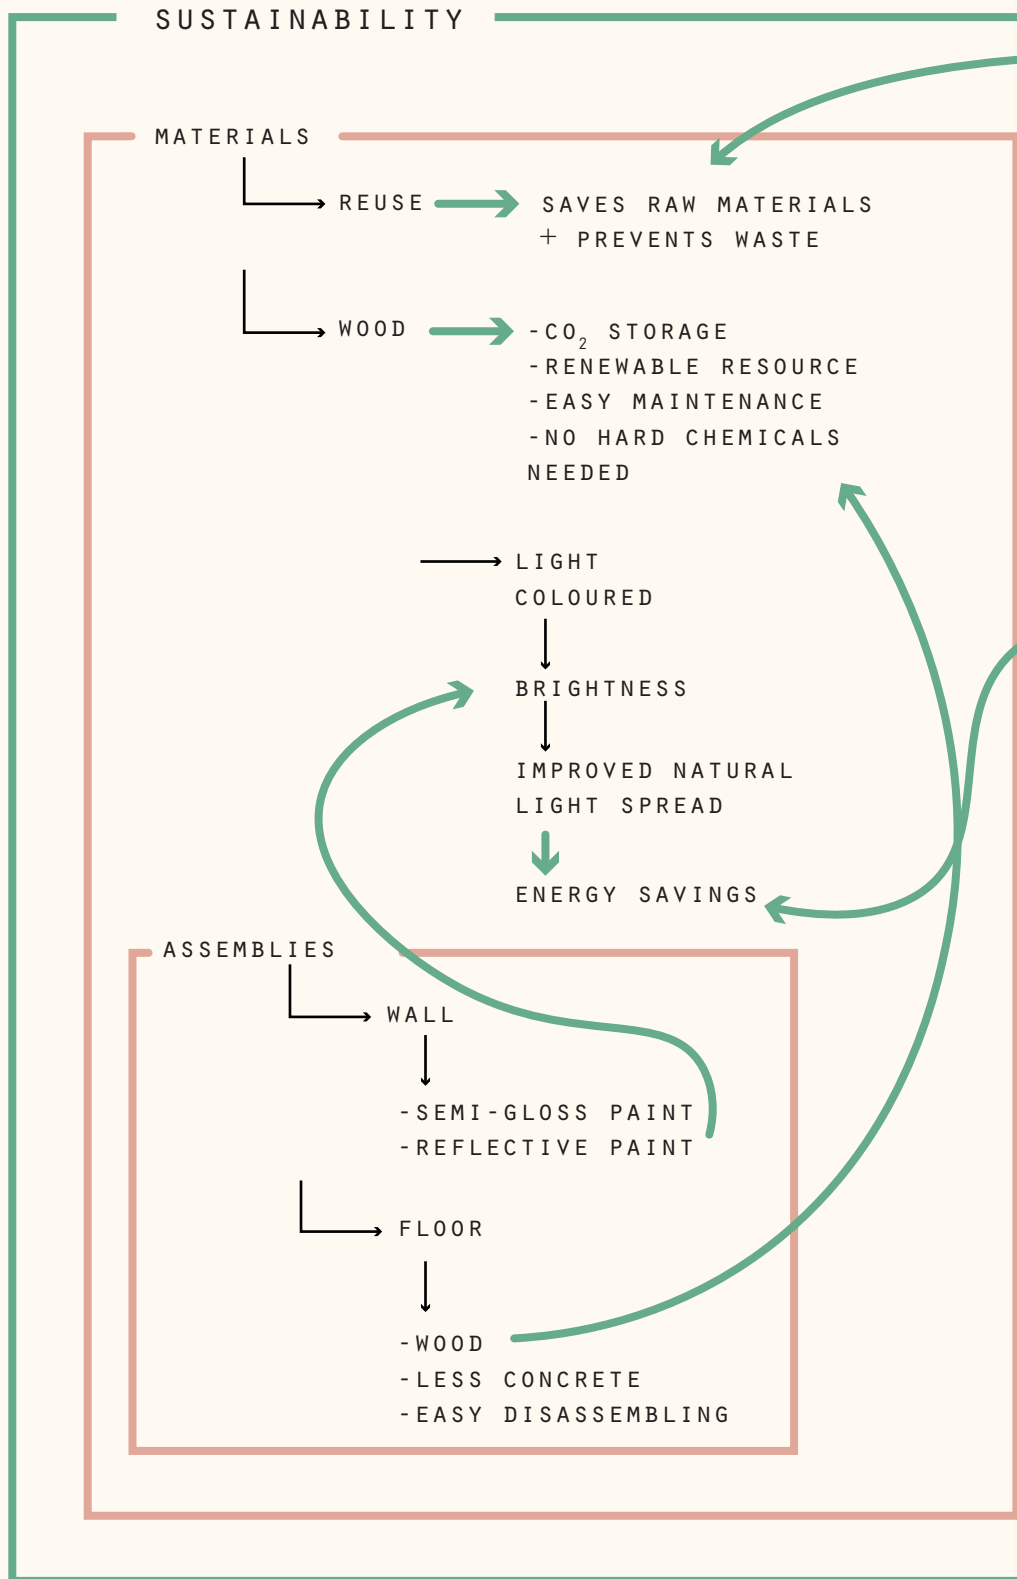 SUSTAINABILITY
MATERIALS
REUSE
SAVES RAW MATERIALS
+ PREVENTS WASTE
WOOD
-CO₂ STORAGE
-RENEWABLE RESOURCE
-EASY MAINTENANCE
-NO HARD CHEMICALS
NEEDED
LIGHT
COLOURED
BRIGHTNESS
IMPROVED NATURAL
LIGHT SPREAD
ENERGY SAVINGS
ASSEMBLIES
WALL
-SEMI-GLOSS PAINT
-REFLECTIVE PAINT
FLOOR
-WOOD
-LESS CONCRETE
-EASY DISASSEMBLING